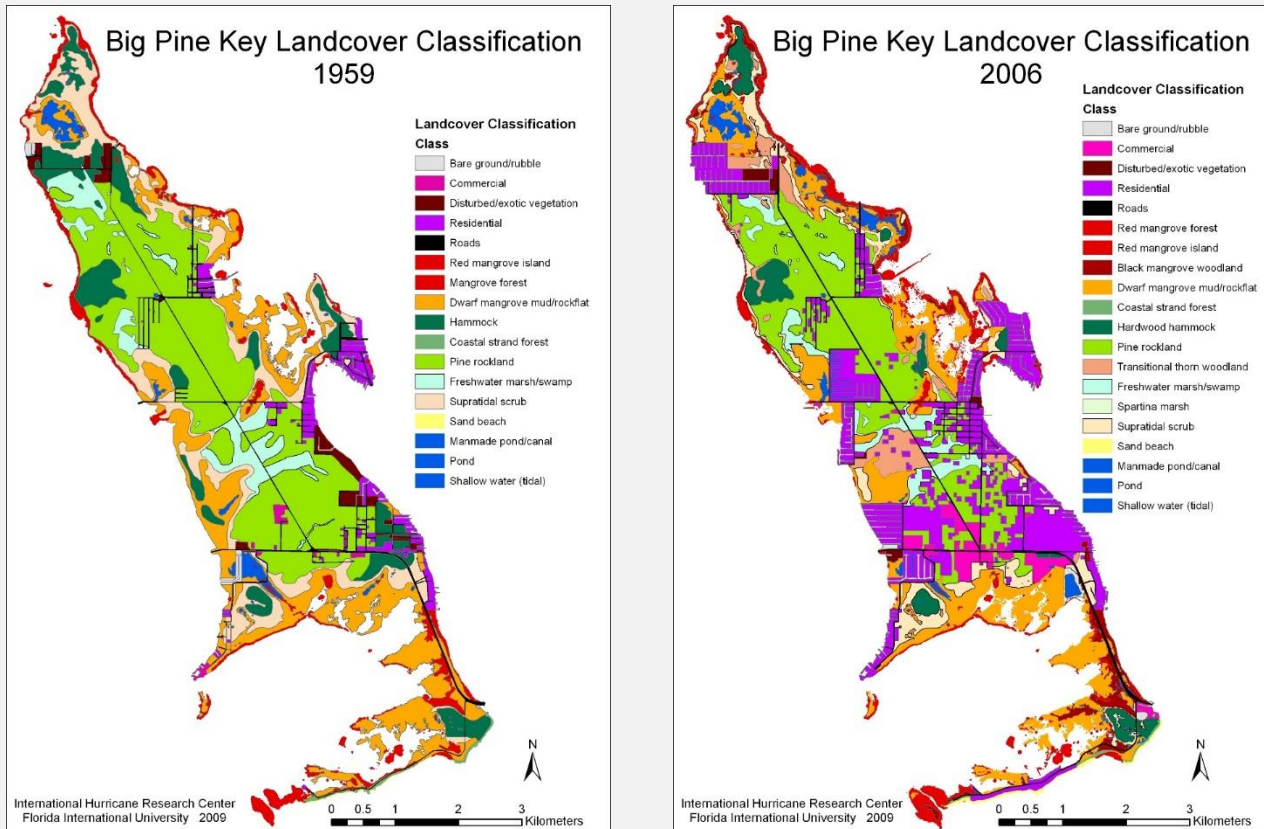 Big Pine Key Landcover Classification
1959
Landcover Classification
Class
Bare ground/rubble
Commercial
Disturbed/exotic vegetation
Residential
Roads
Red mangrove island
Mangrove forest
Dwarf mangrove mud/rockflat
Hammock
Coastal strand forest
Pine rockland
Freshwater marsh/swamp
Supratidal scrub
Sand beach
Manmade pond/canal
Pond
Shallow water (tidal)
N
International Hurricane Research Center
Florida International University 2009
0 0.5 1 2 3
Kilometers
Big Pine Key Landcover Classification
2006
Landcover Classification
Class
Bare ground/rubble
Commercial
Disturbed/exotic vegetation
Residential
Roads
Red mangrove forest
Red mangrove island
Black mangrove woodland
Dwarf mangrove mud/rockflat
Coastal strand forest
Hardwood hammock
Pine rockland
Transitional thorn woodland
Freshwater marsh/swamp
Spartina marsh
Supratidal scrub
Sand beach
Manmade pond/canal
Pond
Shallow water (tidal)
N
International Hurricane Research Center
Florida International University 2009
0 0.5 1 2 3
Kilometers